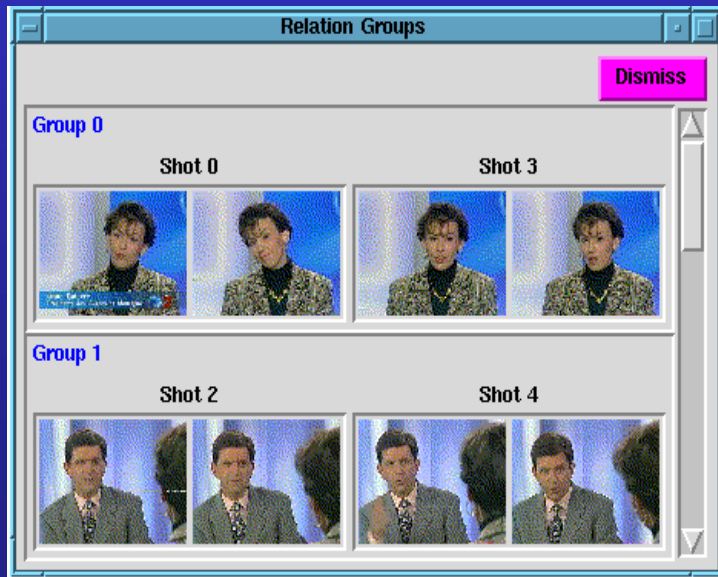 Relation Groups
Dismiss
Group 0
Shot 0
Shot 3
Group 1
Shot 2
Shot 4